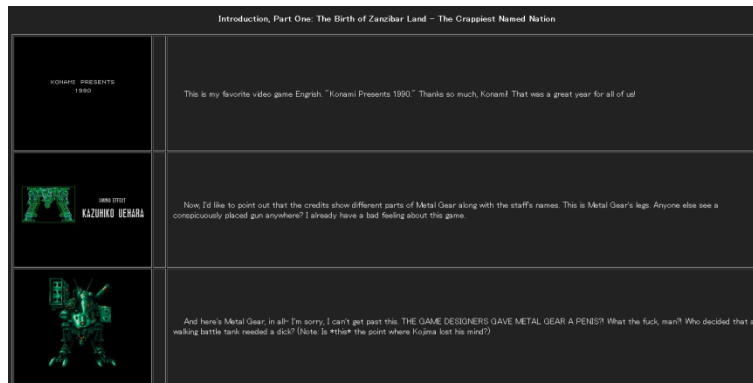 Introduction, Part One: The Birth of Zanzibar Land - The Crappiest Named Nation
KONAMI PRESENTS
1990
This is my favorite video game Engrish. "Konami Presents 1990." Thanks so much, Konami! That was a great year for all of us!
KAZUHIKO UEHARA
Now, I'd like to point out that the credits show different parts of Metal Gear along with the staff's names. This is Metal Gear's legs. Anyone else see a
conspicuously placed gun anywhere? I already have a bad feeling about this game.
And here's Metal Gear, in all- I'm sorry, I can't get past this. THE GAME DESIGNERS GAVE METAL GEAR A PENIS?! What the fuck, man?! Who decided that a
walking battle tank needed a dick? (Note: Is *this* the point where Kojima lost his mind?)